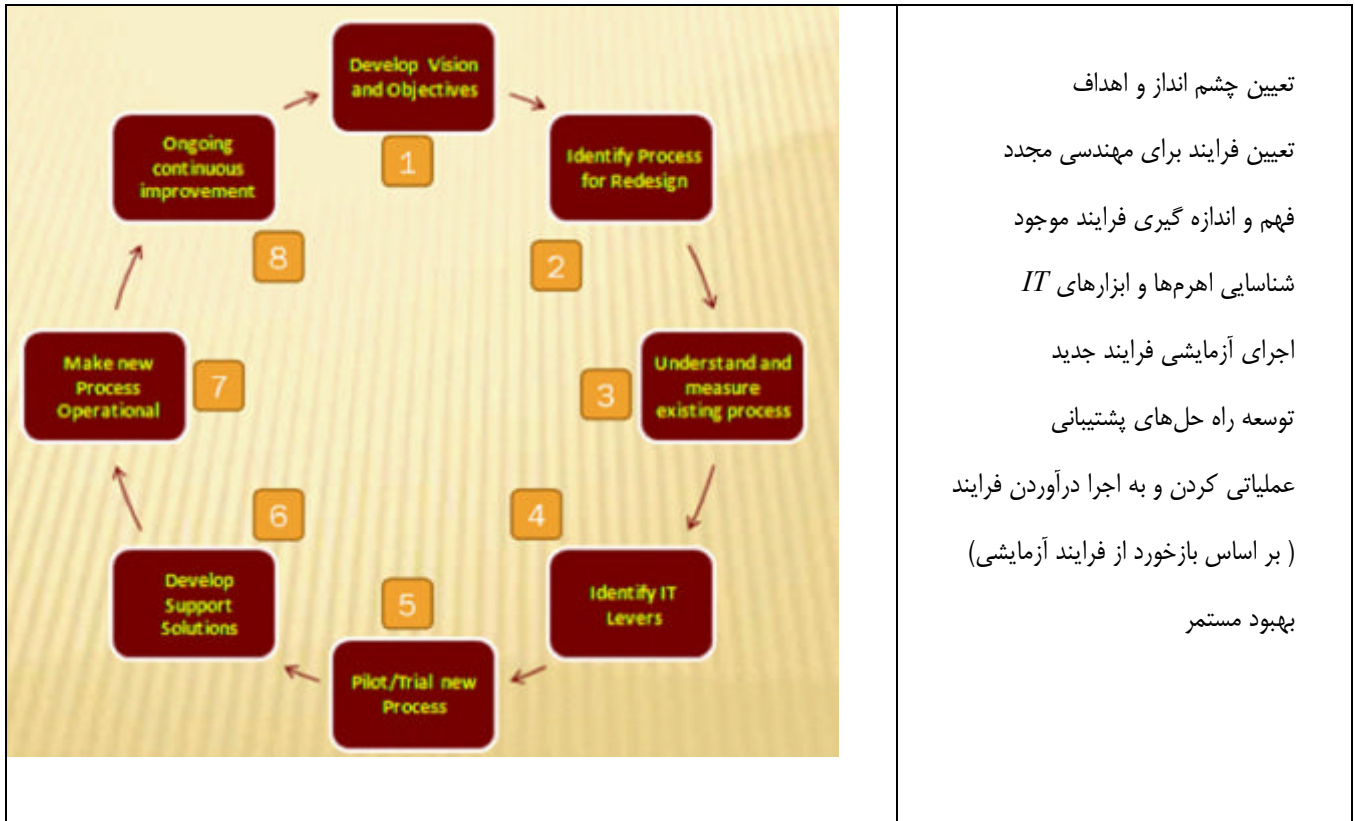 Develop Vision
and Objectives
1
Identify Process
for Redesign
2
Understand and
measure
existing process
3
Identify IT
Levers
4
Pilot/Trial new
Process
5
Develop
Support
Solutions
6
Make new
Process
Operational
7
Ongoing
continuous
improvement
8
تعیین چشم انداز و اهداف
تعیین فرایند برای مهندسی مجدد
فهم و اندازه گیری فرایند موجود
شناسایی اهرم‌ها و ابزارهای IT
اجرای آزمایشی فرایند جدید
توسعه راه حل‌های پشتیبانی
عملیاتی کردن و به اجرا درآوردن فرایند
( بر اساس بازخورد از فرایند آزمایشی)
بهبود مستمر